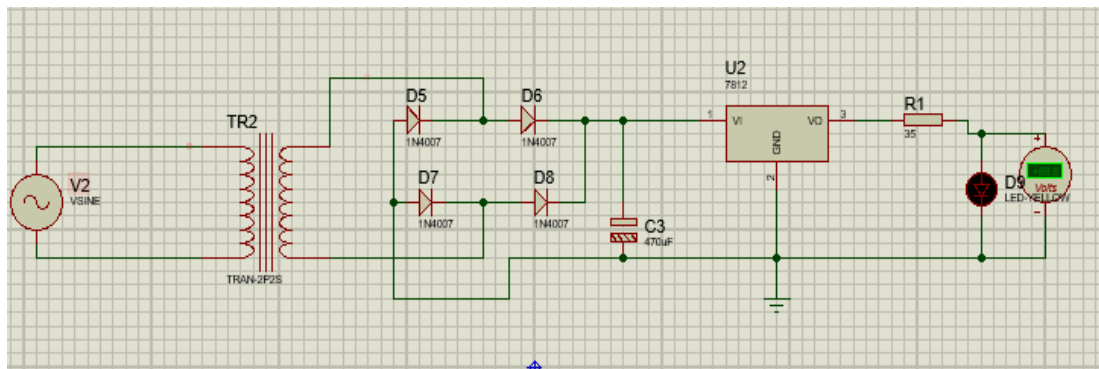 V2
VSINE
TR2
TRAN-2P2S
D5
1N4007
D6
1N4007
D7
1N4007
D8
1N4007
C3
470uF
U2
7812
1
VI
VO
3
GND
2
R1
35
D9
LED-YELLOW
+
Volts
-